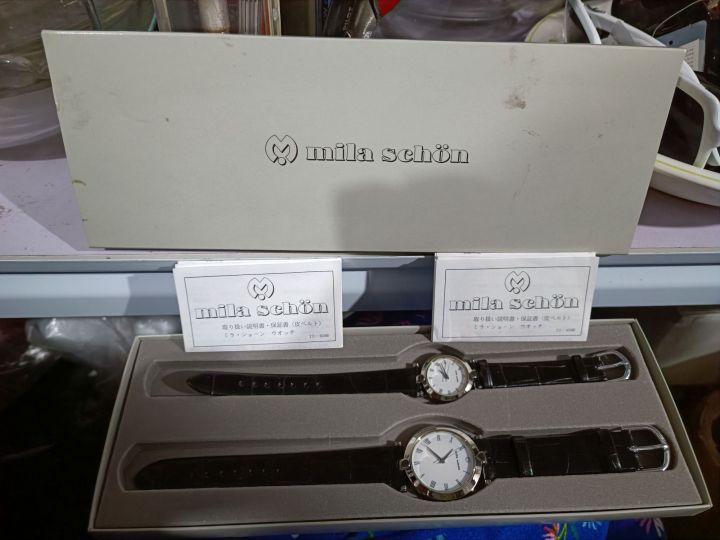 mila schön
mila schön
取り扱い説明書・保証書（皮ベルト）
ミラ・ショーン ウオッチ
mila schön
取り扱い説明書・保証書（皮ベルト）
ミラ・ショーン ウオッチ